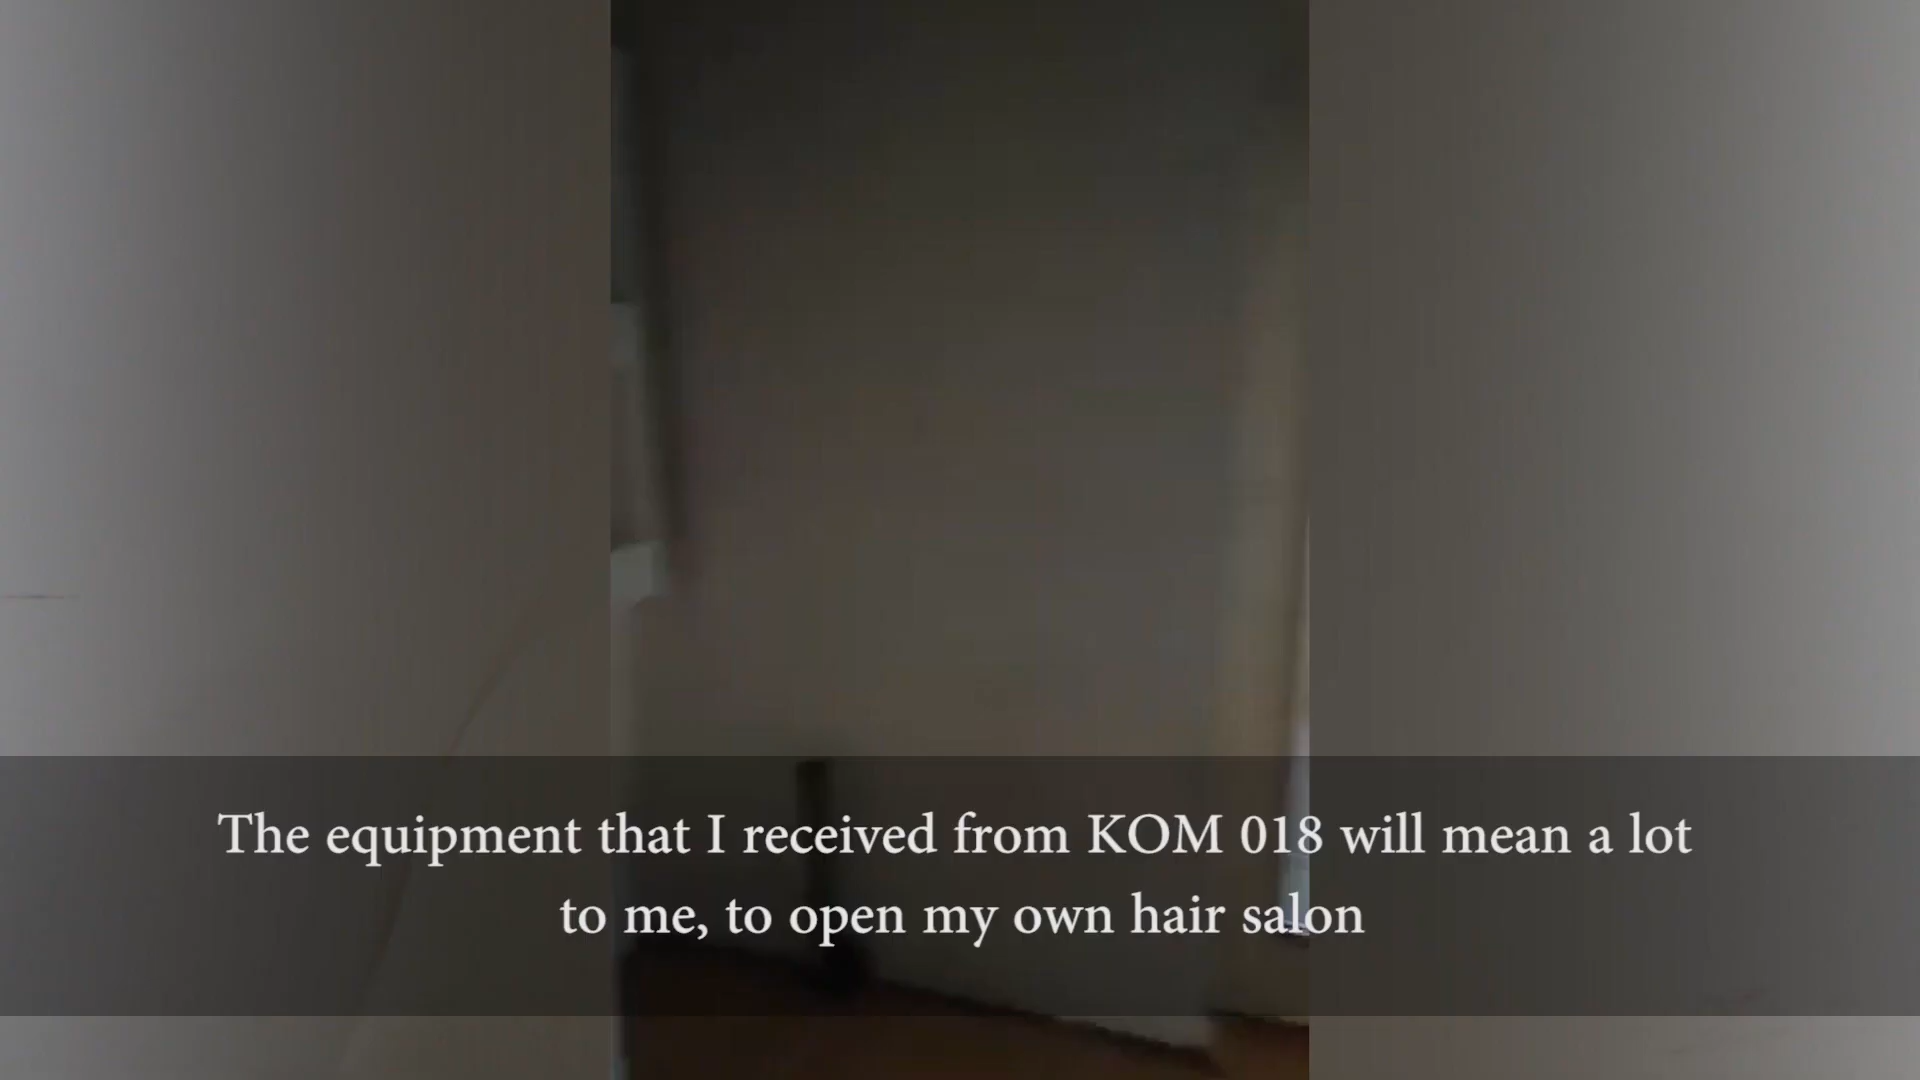 The equipment that I received from KOM 018 will mean a lot
to me, to open my own hair salon